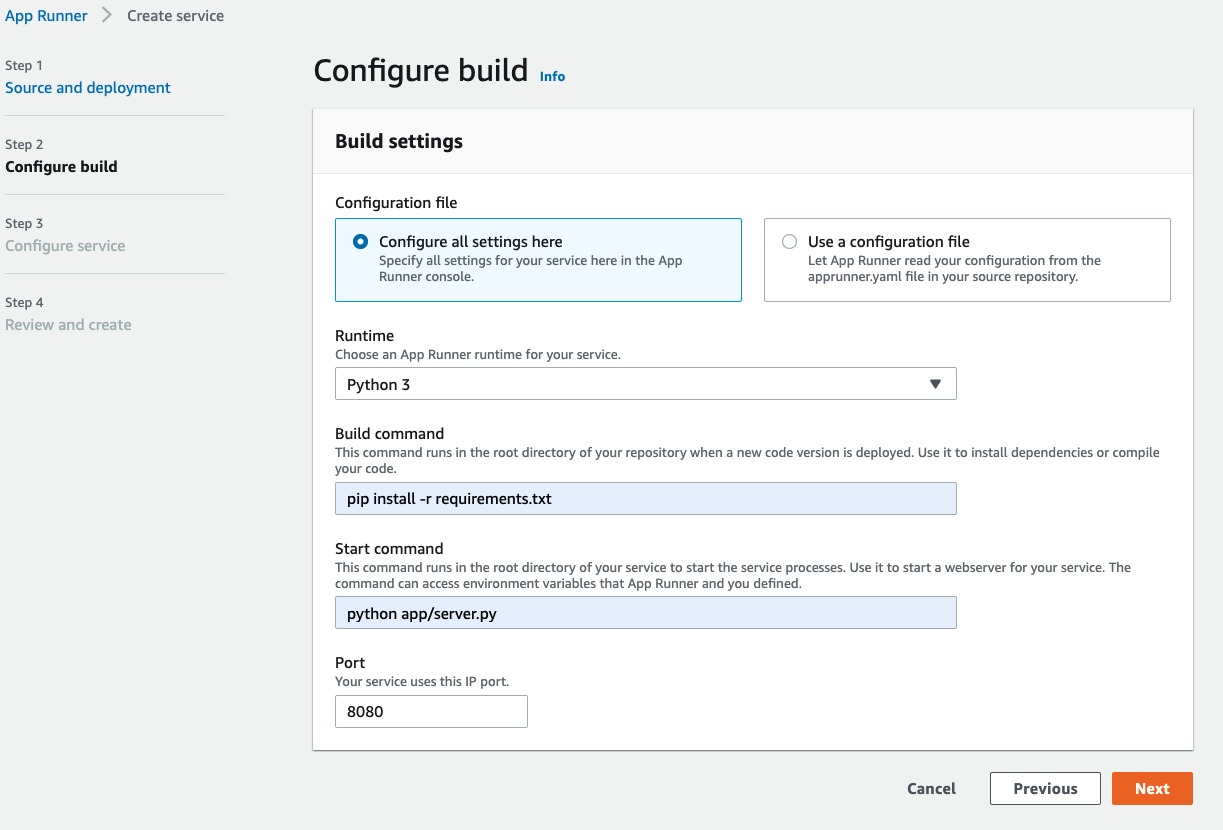 App Runner > Create service
Step 1
Source and deployment
Step 2
Configure build
Step 3
Configure service
Step 4
Review and create
Configure build Info
Build settings
Configuration file
Configure all settings here
Specify all settings for your service here in the App
Runner console.
Use a configuration file
Let App Runner read your configuration from the
apprunner.yaml file in your source repository.
Runtime
Choose an App Runner runtime for your service.
Python 3
Build command
This command runs in the root directory of your repository when a new code version is deployed. Use it to install dependencies or compile
your code.
pip install -r requirements.txt
Start command
This command runs in the root directory of your service to start the service processes. Use it to start a webserver for your service. The
command can access environment variables that App Runner and you defined.
python app/server.py
Port
Your service uses this IP port.
8080
Cancel Previous Next